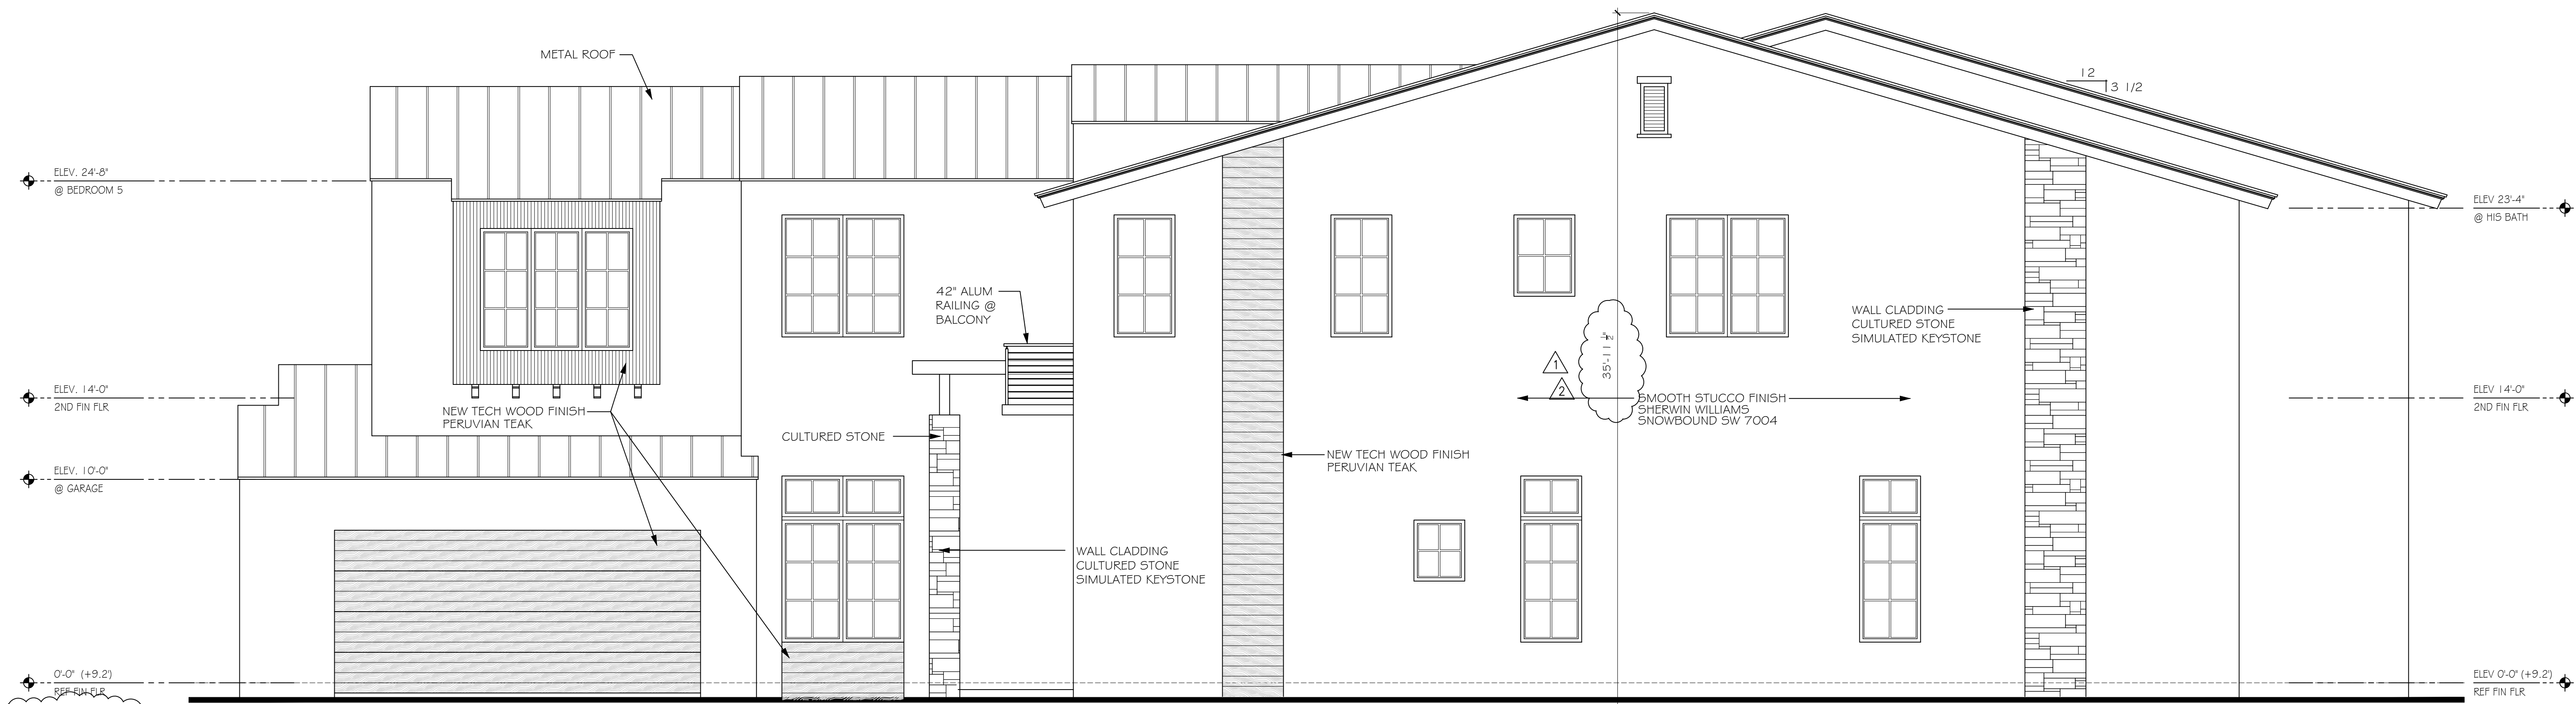 METAL ROOF
12
3 1/2
ELEV. 24'-8"
@ BEDROOM 5
ELEV 23'-4"
@ HIS BATH
42" ALUM
RAILING @
BALCONY
WALL CLADDING
CULTURED STONE
SIMULATED KEYSTONE
35'-11 1/2"
1
2
ELEV. 14'-0"
2ND FIN FLR
NEW TECH WOOD FINISH
PERUVIAN TEAK
SMOOTH STUCCO FINISH
SHERWIN WILLIAMS
SNOWBOUND SW 7004
ELEV 14'-0"
2ND FIN FLR
CULTURED STONE
NEW TECH WOOD FINISH
PERUVIAN TEAK
ELEV. 10'-0"
@ GARAGE
WALL CLADDING
CULTURED STONE
SIMULATED KEYSTONE
0'-0" (+9.2')
REF FIN FLR
ELEV 0'-0" (+9.2')
REF FIN FLR